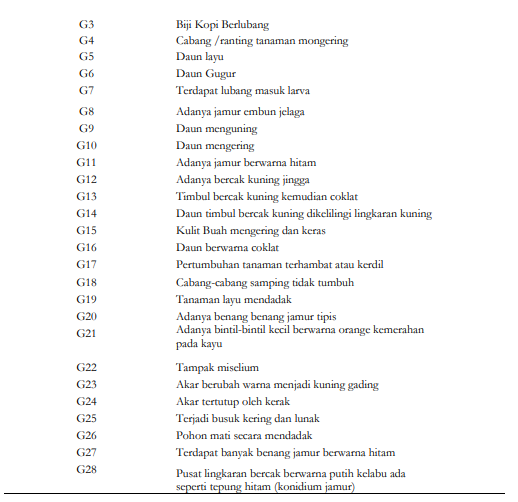 G3 Biji Kopi Berlubang
G4 Cabang /ranting tanaman mongering
G5 Daun layu
G6 Daun Gugur
G7 Terdapat lubang masuk larva
G8 Adanya jamur embun jelaga
G9 Daun menguning
G10 Daun mengering
G11 Adanya jamur berwarna hitam
G12 Adanya bercak kuning jingga
G13 Timbul bercak kuning kemudian coklat
G14 Daun timbul bercak kuning dikelilingi lingkaran kuning
G15 Kulit Buah mengering dan keras
G16 Daun berwarna coklat
G17 Pertumbuhan tanaman terhambat atau kerdil
G18 Cabang-cabang samping tidak tumbuh
G19 Tanaman layu mendadak
G20 Adanya benang benang jamur tipis
G21 Adanya bintil-bintil kecil berwarna orange kemerahan
pada kayu
G22 Tampak miselium
G23 Akar berubah warna menjadi kuning gading
G24 Akar tertutup oleh kerak
G25 Terjadi busuk kering dan lunak
G26 Pohon mati secara mendadak
G27 Terdapat banyak benang jamur berwarna hitam
G28 Pusat lingkaran bercak berwarna putih kelabu ada
seperti tepung hitam (konidium jamur)